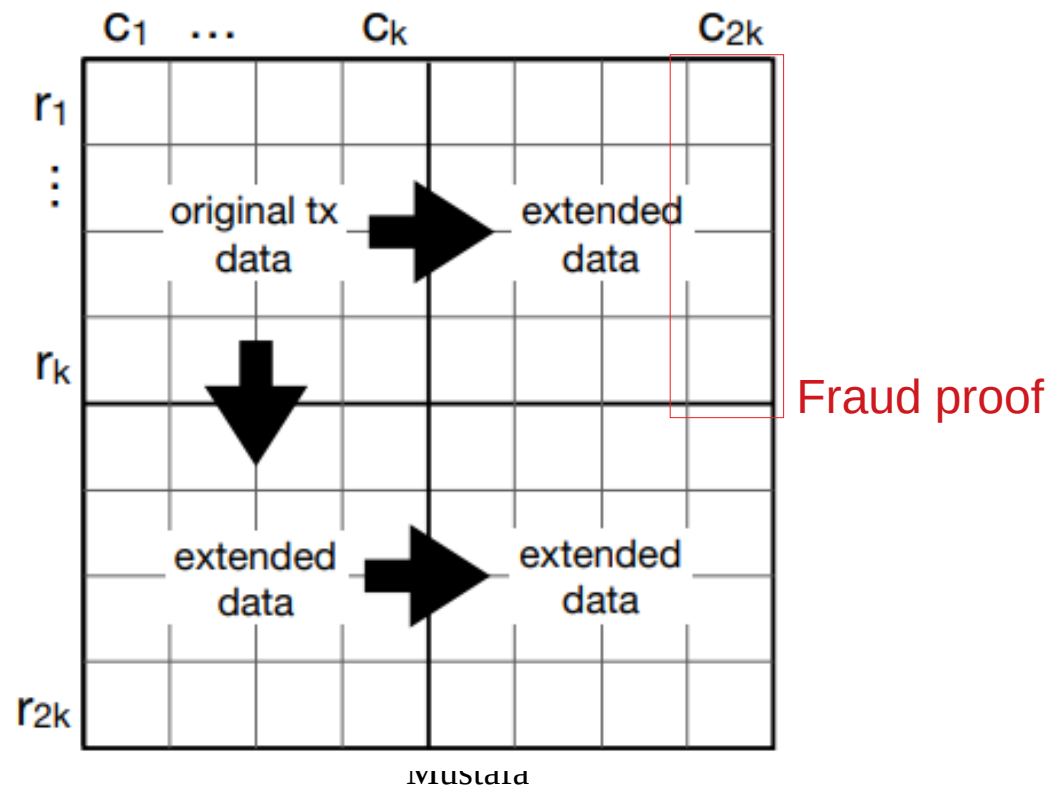 c₁ … cₖ c₂ₖ
r₁
⋮
original tx
data
extended
data
rₖ
Fraud proof
extended
data
extended
data
r₂ₖ